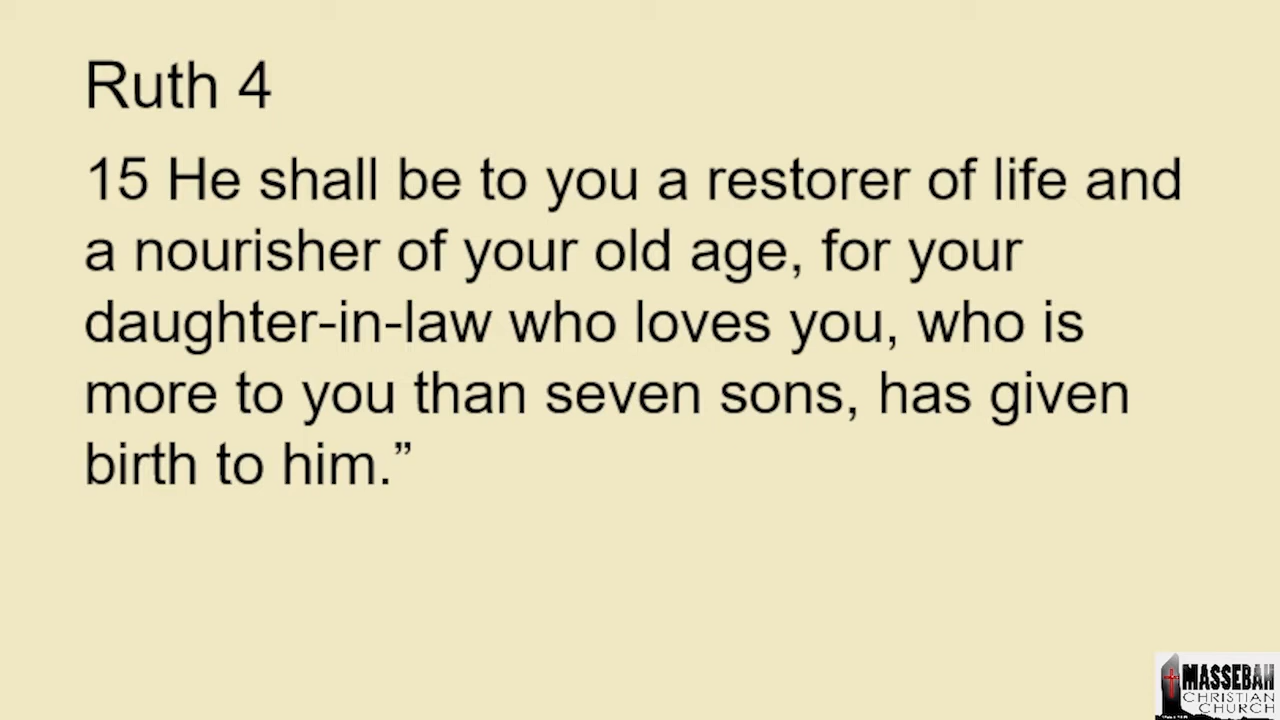 Ruth 4
15 He shall be to you a restorer of life and
a nourisher of your old age, for your
daughter-in-law who loves you, who is
more to you than seven sons, has given
birth to him.”
MASSEBAH
CHRISTIAN
CHURCH